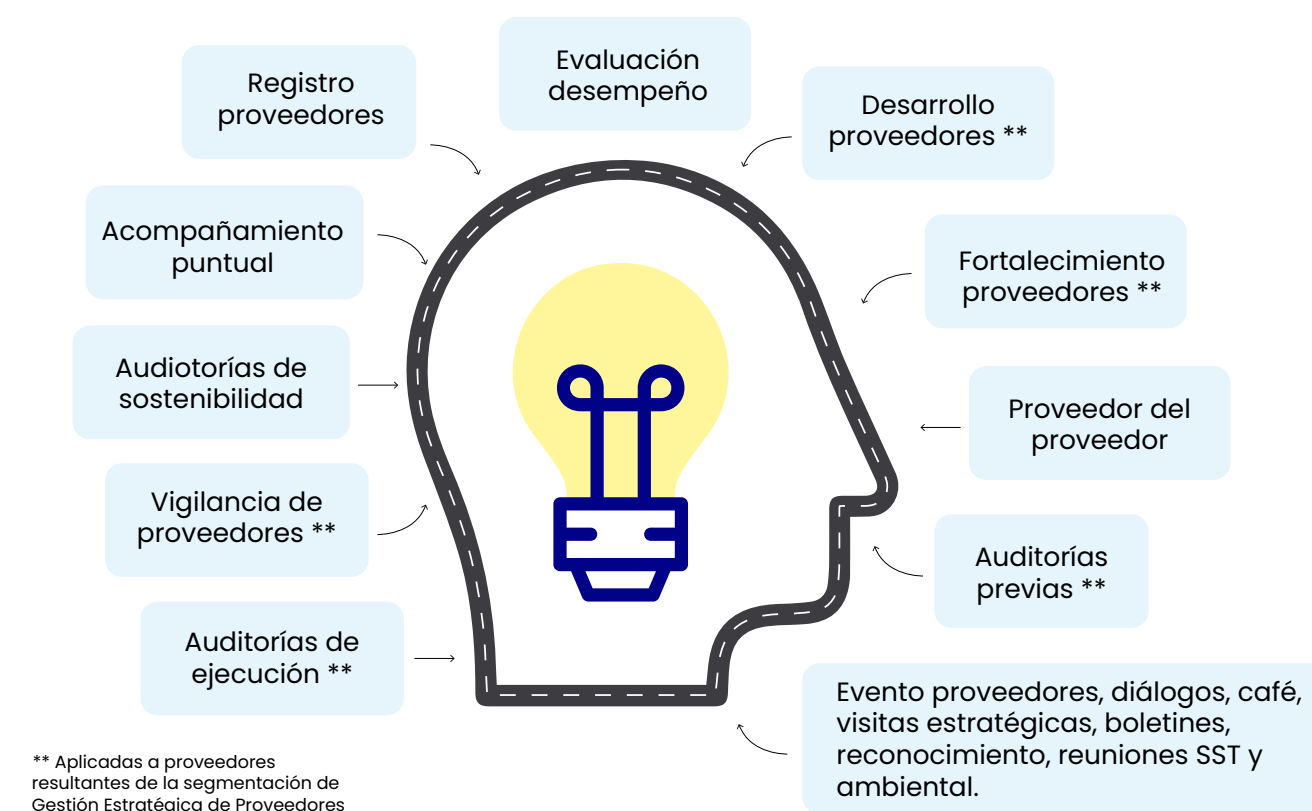 Evaluación
desempeño
Registro
proveedores
Desarrollo
proveedores **
Acompañamiento
puntual
Fortalecimiento
proveedores **
Audiotorías de
sostenibilidad
Proveedor del
proveedor
Vigilancia de
proveedores **
Auditorías
previas **
Auditorías de
ejecución **
Evento proveedores, diálogos, café,
visitas estratégicas, boletines,
reconocimiento, reuniones SST y
ambiental.
** Aplicadas a proveedores
resultantes de la segmentación de
Gestión Estratégica de Proveedores